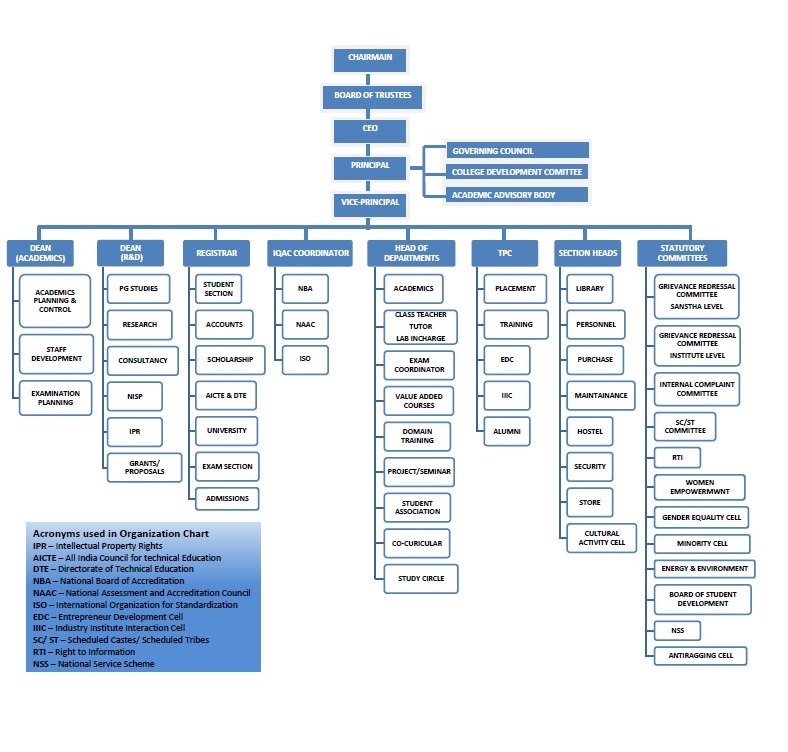 CHAIRMAIN
BOARD OF TRUSTEES
CEO
PRINCIPAL
GOVERNING COUNCIL
COLLEGE DEVELOPMENT COMITTEE
ACADEMIC ADVISORY BODY
VICE-PRINCIPAL
DEAN
(ACADEMICS)
ACADEMICS
PLANNING &
CONTROL
STAFF
DEVELOPMENT
EXAMINATION
PLANNING
DEAN
(R&D)
PG STUDIES
RESEARCH
CONSULTANCY
NISP
IPR
GRANTS/
PROPOSALS
REGISTRAR
STUDENT
SECTION
ACCOUNTS
SCHOLARSHIP
AICTE & DTE
UNIVERSITY
EXAM SECTION
ADMISSIONS
IQAC COORDINATOR
NBA
NAAC
ISO
HEAD OF
DEPARTMENTS
ACADEMICS
CLASS TEACHER
TUTOR
LAB INCHARGE
EXAM
COORDINATOR
VALUE ADDED
COURSES
DOMAIN
TRAINING
PROJECT/SEMINAR
STUDENT
ASSOCIATION
CO-CURICULAR
STUDY CIRCLE
TPC
PLACEMENT
TRAINING
EDC
IIIC
ALUMNI
SECTION HEADS
LIBRARY
PERSONNEL
PURCHASE
MAINTAINANCE
HOSTEL
SECURITY
STORE
CULTURAL
ACTIVITY CELL
STATUTORY
COMMITTEES
GRIEVANCE REDRESSAL
COMMITTEE
SANSTHA LEVEL
GRIEVANCE REDRESSAL
COMMITTEE
INSTITUTE LEVEL
INTERNAL COMPLAINT
COMMITTEE
SC/ST
COMMITTEE
RTI
WOMEN
EMPOWERMWNT
GENDER EQUALITY CELL
MINORITY CELL
ENERGY & ENVIRONMENT
BOARD OF STUDENT
DEVELOPMENT
NSS
ANTIRAGGING CELL
Acronyms used in Organization Chart
IPR – Intellectual Property Rights
AICTE – All India Council for technical Education
DTE – Directorate of Technical Education
NBA – National Board of Accreditation
NAAC – National Assessment and Accreditation Council
ISO – International Organization for Standardization
EDC – Entrepreneur Development Cell
IIIC – Industry Institute Interaction Cell
SC/ ST – Scheduled Castes/ Scheduled Tribes
RTI – Right to Information
NSS – National Service Scheme